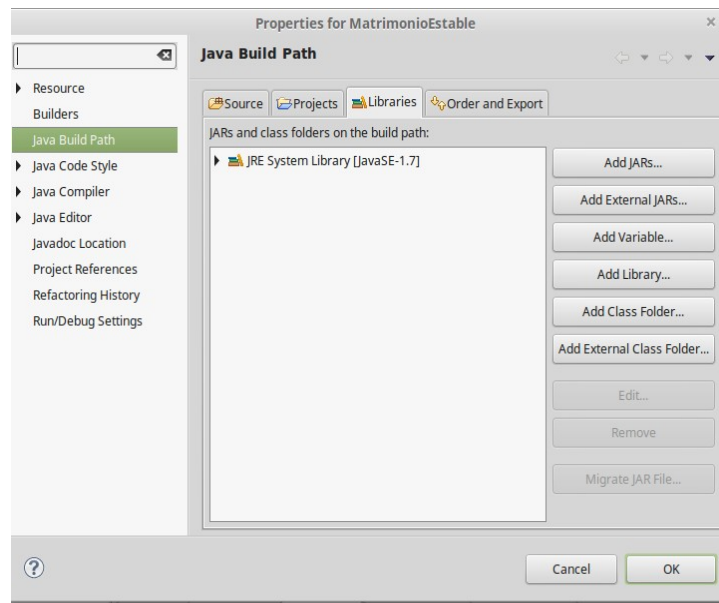 Properties for MatrimonioEstable
Java Build Path
Resource
Builders
Java Build Path
Java Code Style
Java Compiler
Java Editor
Javadoc Location
Project References
Refactoring History
Run/Debug Settings
Source Projects Libraries Order and Export
JARs and class folders on the build path:
JRE System Library [JavaSE-1.7]
Add JARs...
Add External JARs...
Add Variable...
Add Library...
Add Class Folder...
Add External Class Folder...
Edit...
Remove
Migrate JAR File...
Cancel OK